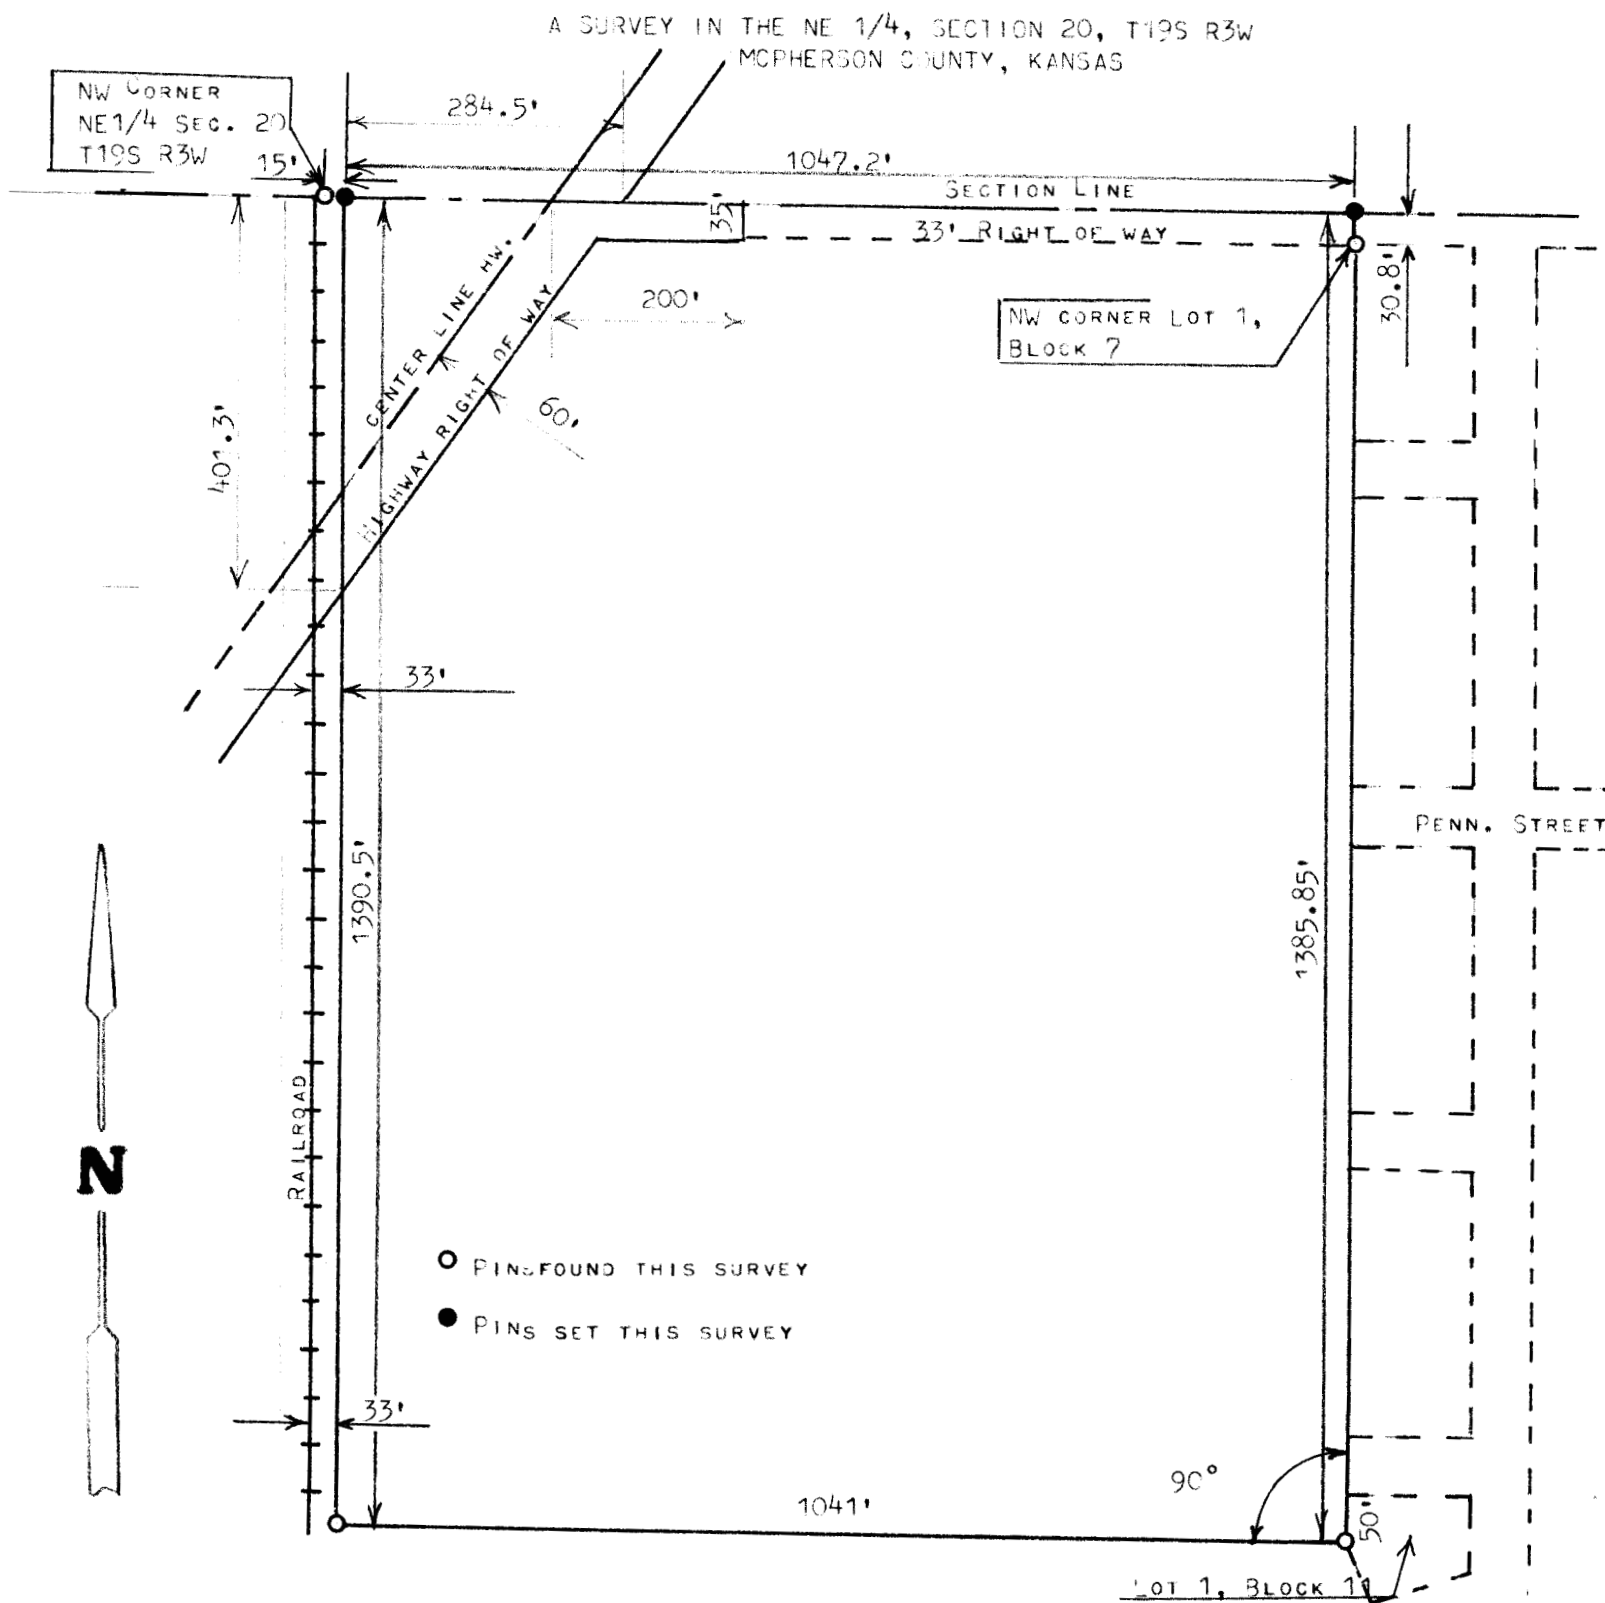 A SURVEY IN THE NE 1/4, SECTION 20, T19S R3W
MCPHERSON COUNTY, KANSAS
NW CORNER
NE1/4 SEC. 20
T19S R3W
15'
284.5'
1047.2'
SECTION LINE
35'
33' RIGHT OF WAY
30.8'
NW CORNER LOT 1,
BLOCK 7
200'
CENTER LINE HW.
HIGHWAY RIGHT OF WAY
60'
401.3'
33'
PENN. STREET
1390.5'
1385.85'
RAILROAD
N
PINS FOUND THIS SURVEY
PINS SET THIS SURVEY
33'
90°
1041'
50'
LOT 1, BLOCK 11